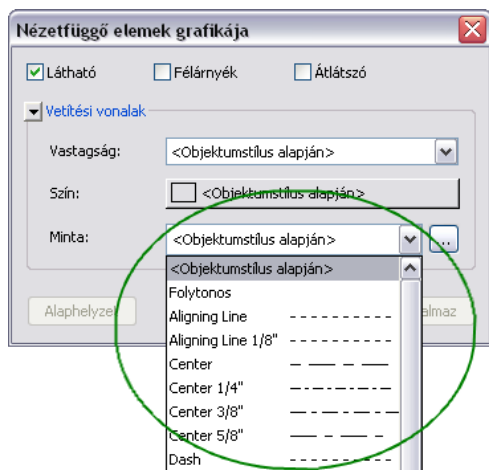 Nézetfüggő elemek grafikája
Látható Félárnyék Átlátszó
Vetítési vonalak
Vastagság: <Objektumstílus alapján>
Szín: <Objektumstílus alapján>
Minta: <Objektumstílus alapján> ...
<Objektumstílus alapján>
Folytonos
Aligning Line
Aligning Line 1/8"
Center
Center 1/4"
Center 3/8"
Center 5/8"
Dash